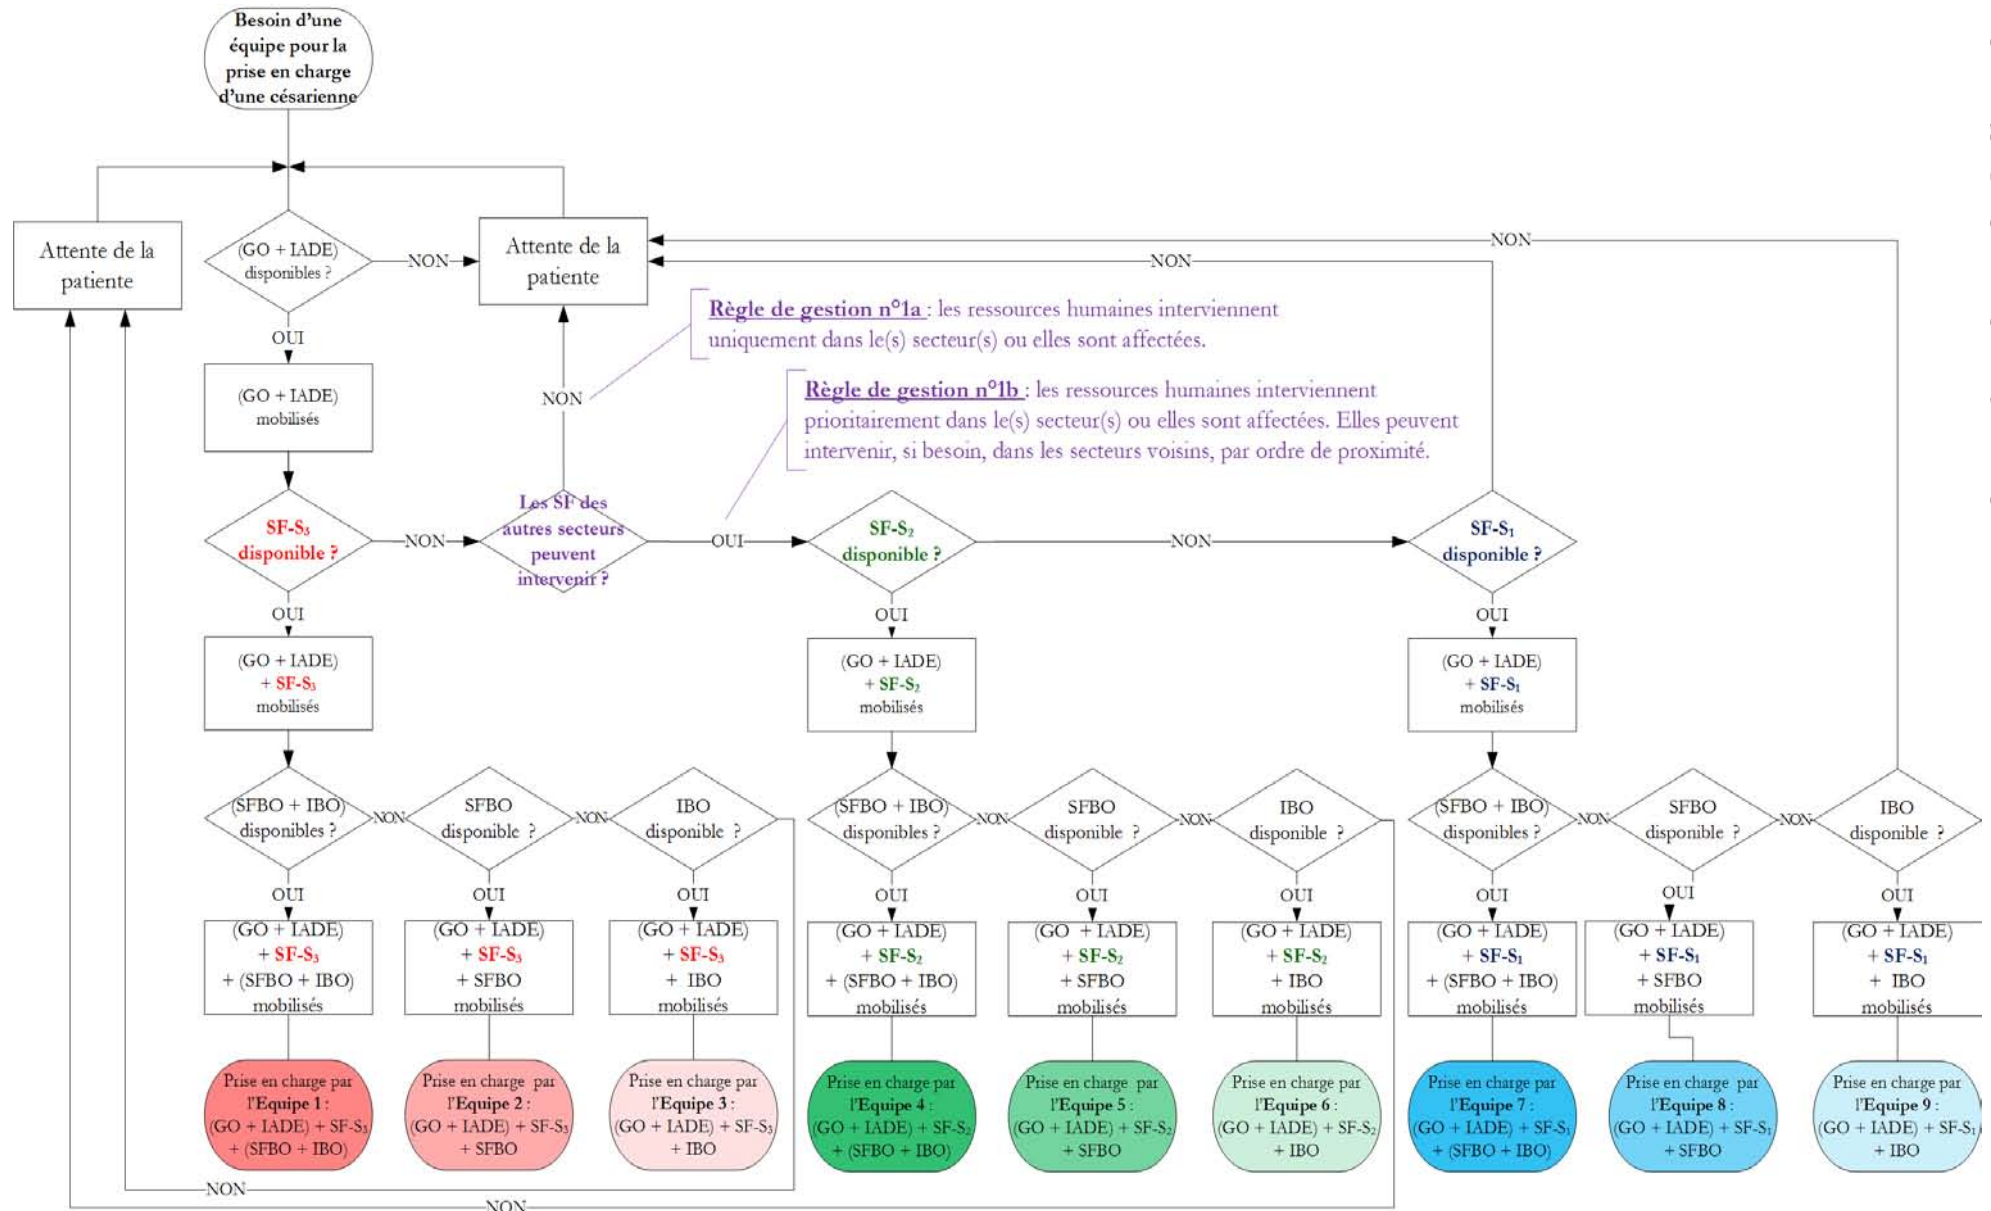 Besoin d'une
équipe pour la
prise en charge
d'une césarienne
Attente de la
patiente
(GO + IADE)
disponibles ?
NON
Attente de la
patiente
NON
NON
OUI
Règle de gestion n°1a : les ressources humaines interviennent
uniquement dans le(s) secteur(s) ou elles sont affectées.
(GO + IADE)
mobilisés
NON
Règle de gestion n°1b : les ressources humaines interviennent
prioritairement dans le(s) secteur(s) ou elles sont affectées. Elles peuvent
intervenir, si besoin, dans les secteurs voisins, par ordre de proximité.
SF-S₃
disponible ?
NON
Les SF des
autres secteurs
peuvent
intervenir ?
OUI
SF-S₂
disponible ?
NON
SF-S₁
disponible ?
OUI
OUI
OUI
(GO + IADE)
+ SF-S₃
mobilisés
(GO + IADE)
+ SF-S₂
mobilisés
(GO + IADE)
+ SF-S₁
mobilisés
(SFBO + IBO)
disponibles ?
NON
SFBO
disponible ?
NON
IBO
disponible ?
(SFBO + IBO)
disponibles ?
NON
SFBO
disponible ?
NON
IBO
disponible ?
(SFBO + IBO)
disponibles ?
NON
SFBO
disponible ?
NON
IBO
disponible ?
OUI
OUI
OUI
OUI
OUI
OUI
OUI
OUI
OUI
(GO + IADE)
+ SF-S₃
+ (SFBO + IBO)
mobilisés
(GO + IADE)
+ SF-S₃
+ SFBO
mobilisés
(GO + IADE)
+ SF-S₃
+ IBO
mobilisés
(GO + IADE)
+ SF-S₂
+ (SFBO + IBO)
mobilisés
(GO + IADE)
+ SF-S₂
+ SFBO
mobilisés
(GO + IADE)
+ SF-S₂
+ IBO
mobilisés
(GO + IADE)
+ SF-S₁
+ (SFBO + IBO)
mobilisés
(GO + IADE)
+ SF-S₁
+ SFBO
mobilisés
(GO + IADE)
+ SF-S₁
+ IBO
mobilisés
Prise en charge par
l'Equipe 1 :
(GO + IADE) + SF-S₃
+ (SFBO + IBO)
Prise en charge par
l'Equipe 2 :
(GO + IADE) + SF-S₃
+ SFBO
Prise en charge par
l'Equipe 3 :
(GO + IADE) + SF-S₃
+ IBO
Prise en charge par
l'Equipe 4 :
(GO + IADE) + SF-S₂
+ (SFBO + IBO)
Prise en charge par
l'Equipe 5 :
(GO + IADE) + SF-S₂
+ SFBO
Prise en charge par
l'Equipe 6 :
(GO + IADE) + SF-S₂
+ IBO
Prise en charge par
l'Equipe 7 :
(GO + IADE) + SF-S₁
+ (SFBO + IBO)
Prise en charge par
l'Equipe 8 :
(GO + IADE) + SF-S₁
+ SFBO
Prise en charge par
l'Equipe 9 :
(GO + IADE) + SF-S₁
+ IBO
NON
NON